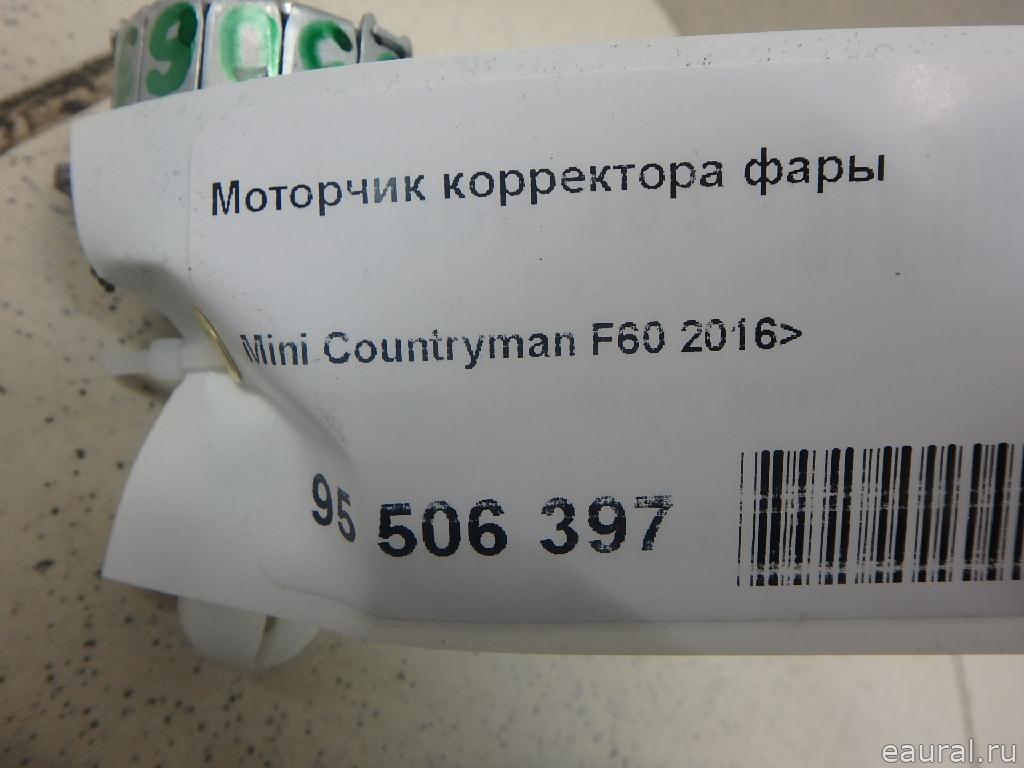 Моторчик корректора фары
Mini Countryman F60 2016>
95 506 397
eaural.ru